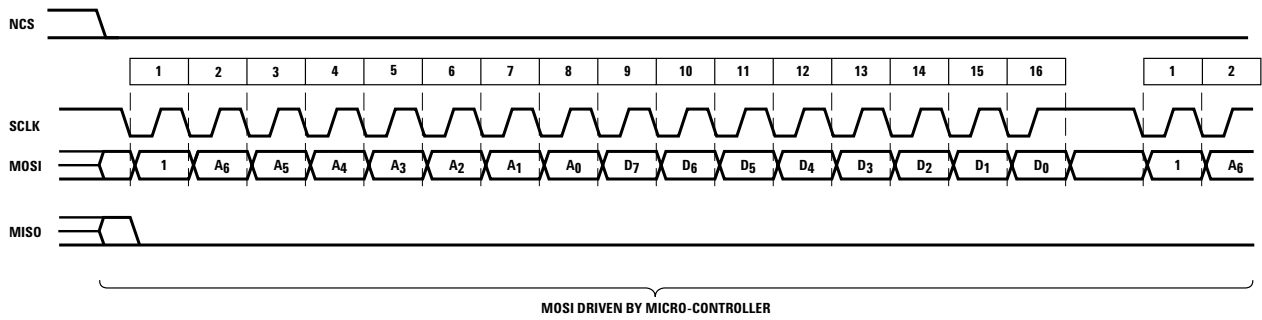 NCS
1 2 3 4 5 6 7 8 9 10 11 12 13 14 15 16 1 2
SCLK
MOSI 1 A6 A5 A4 A3 A2 A1 A0 D7 D6 D5 D4 D3 D2 D1 D0 1 A6
MISO
MOSI DRIVEN BY MICRO-CONTROLLER